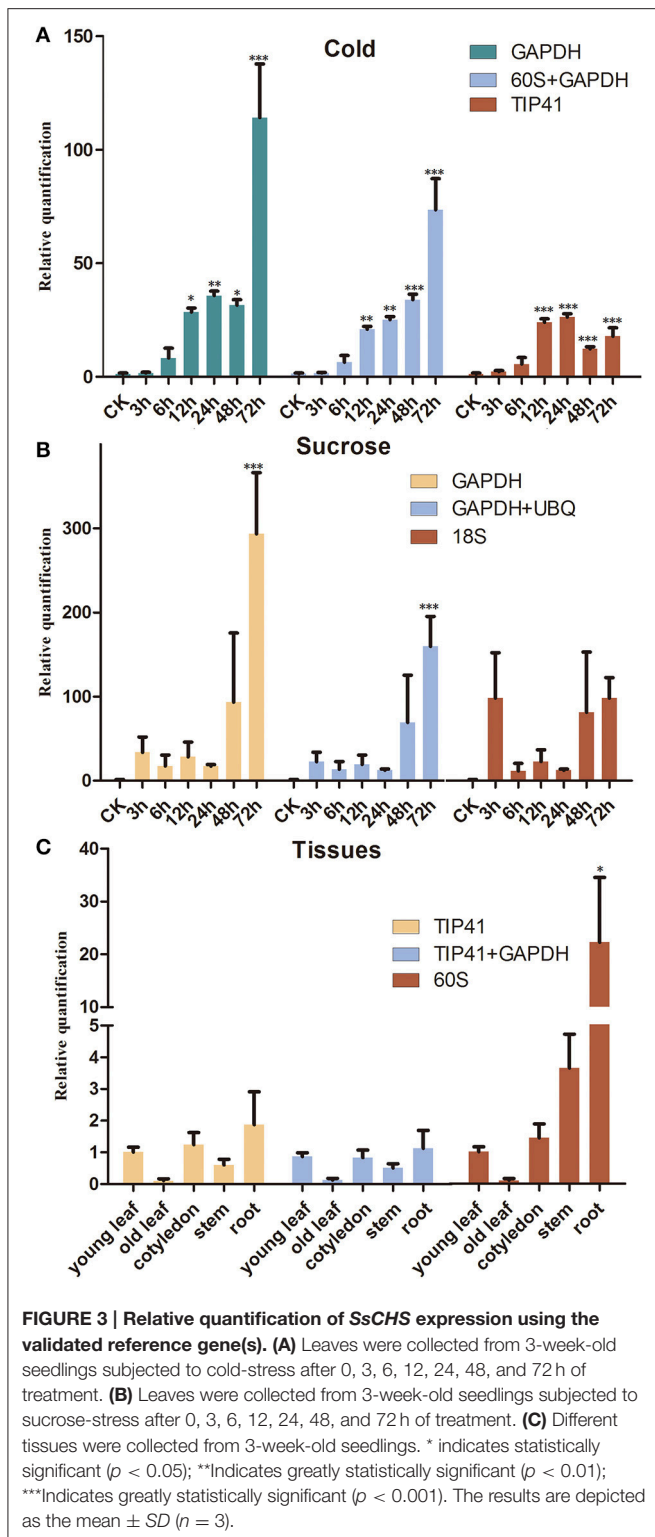 A
Cold
GAPDH
60S+GAPDH
TIP41
Relative quantification
150
100
50
0
***
*
**
*
***
**
**
***
***
***
***
***
CK 3h 6h 12h 24h 48h 72h CK 3h 6h 12h 24h 48h 72h CK 3h 6h 12h 24h 48h 72h
B
Sucrose
GAPDH
GAPDH+UBQ
18S
Relative quantification
300
200
100
0
***
***
CK 3h 6h 12h 24h 48h 72h CK 3h 6h 12h 24h 48h 72h CK 3h 6h 12h 24h 48h 72h
C
Tissues
TIP41
TIP41+GAPDH
60S
Relative quantification
40
30
20
10
5
4
3
2
1
0
*
young leaf old leaf cotyledon stem root young leaf old leaf cotyledon stem root young leaf old leaf cotyledon stem root
FIGURE 3 | Relative quantification of SsCHS expression using the
validated reference gene(s). (A) Leaves were collected from 3-week-old
seedlings subjected to cold-stress after 0, 3, 6, 12, 24, 48, and 72 h of
treatment. (B) Leaves were collected from 3-week-old seedlings subjected to
sucrose-stress after 0, 3, 6, 12, 24, 48, and 72 h of treatment. (C) Different
tissues were collected from 3-week-old seedlings. * indicates statistically
significant (p < 0.05); **Indicates greatly statistically significant (p < 0.01);
***Indicates greatly statistically significant (p < 0.001). The results are depicted
as the mean ± SD (n = 3).